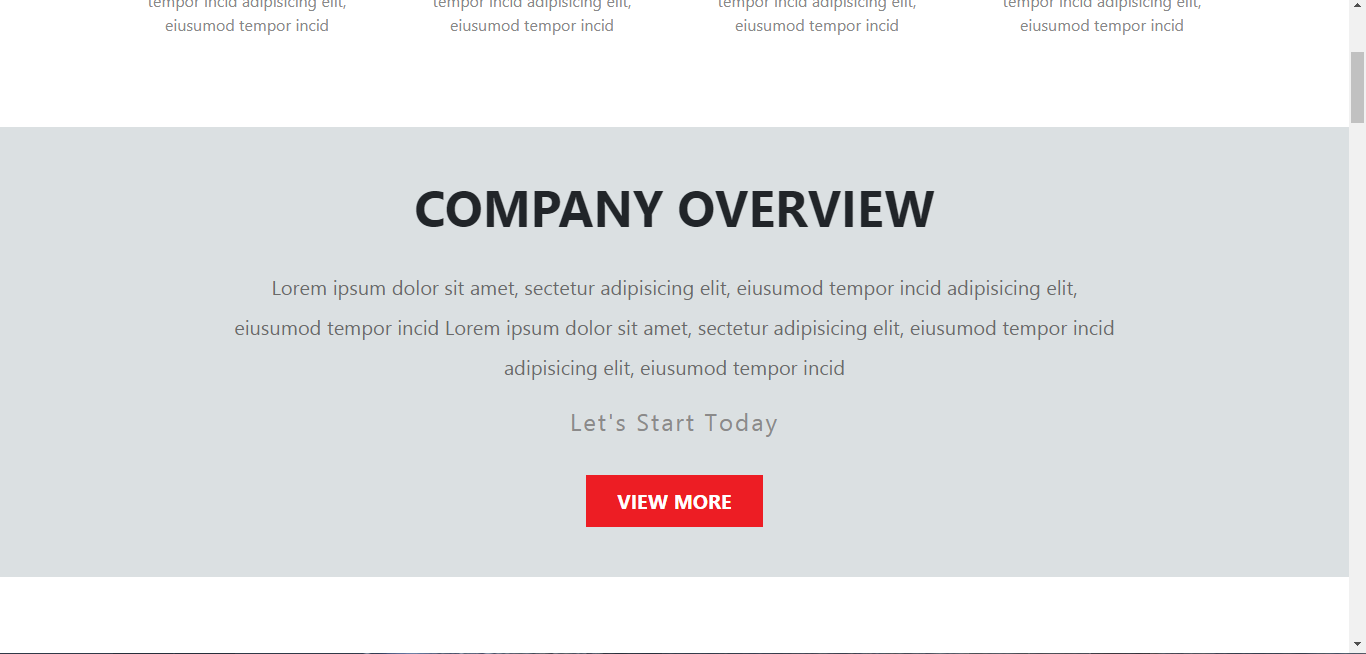 tempor incid adipisicing elit, tempor incid adipisicing elit, tempor incid adipisicing elit, tempor incid adipisicing elit,
eiusumod tempor incid eiusumod tempor incid eiusumod tempor incid eiusumod tempor incid
COMPANY OVERVIEW
Lorem ipsum dolor sit amet, sectetur adipisicing elit, eiusumod tempor incid adipisicing elit,
eiusumod tempor incid Lorem ipsum dolor sit amet, sectetur adipisicing elit, eiusumod tempor incid
adipisicing elit, eiusumod tempor incid
Let's Start Today
VIEW MORE